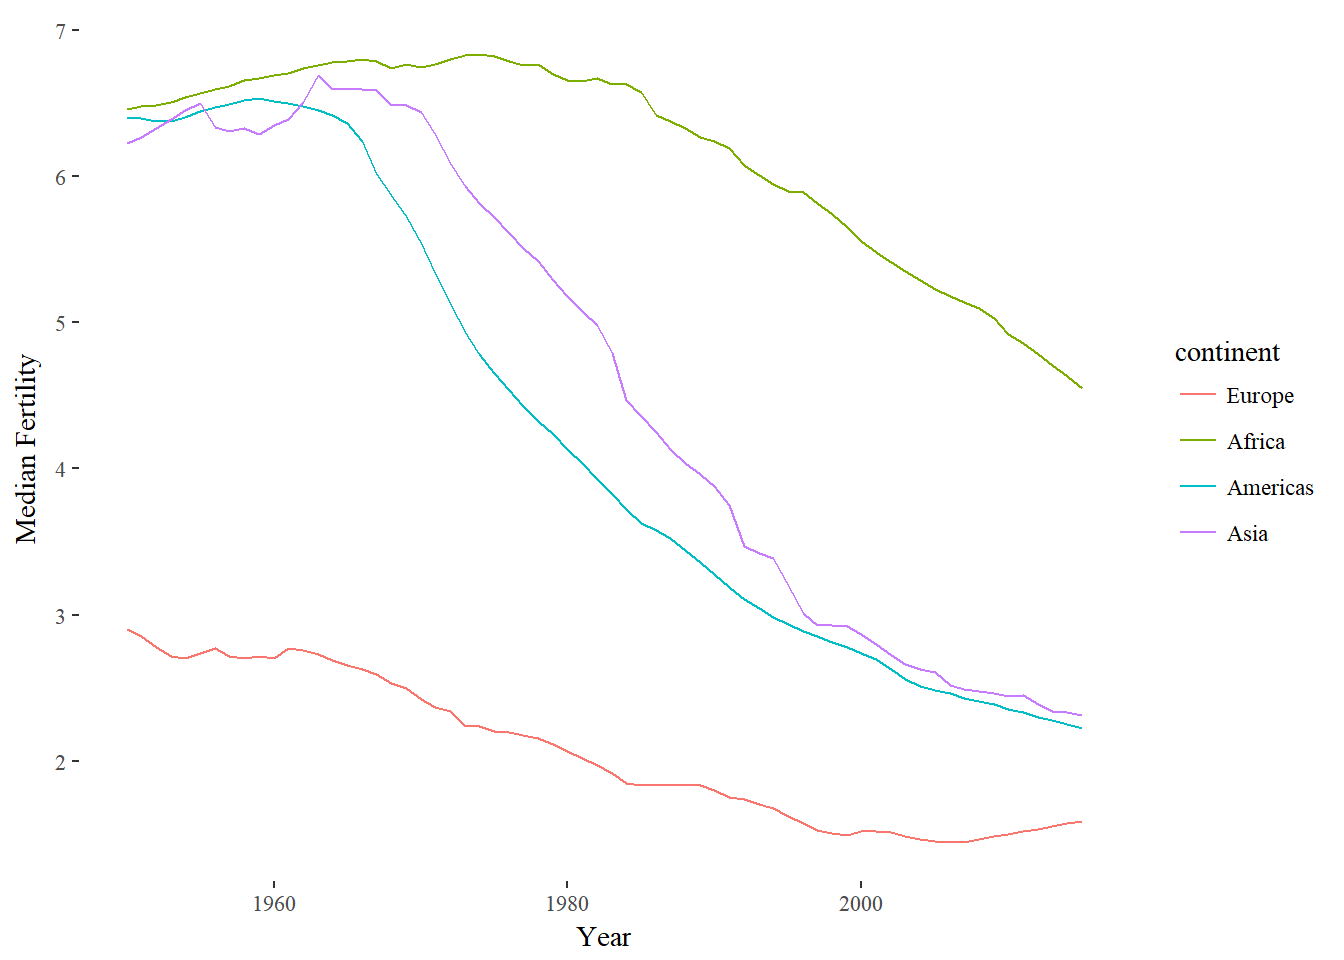 7
6
5
4
3
2
Median Fertility
1960
1980
2000
Year
continent
Europe
Africa
Americas
Asia